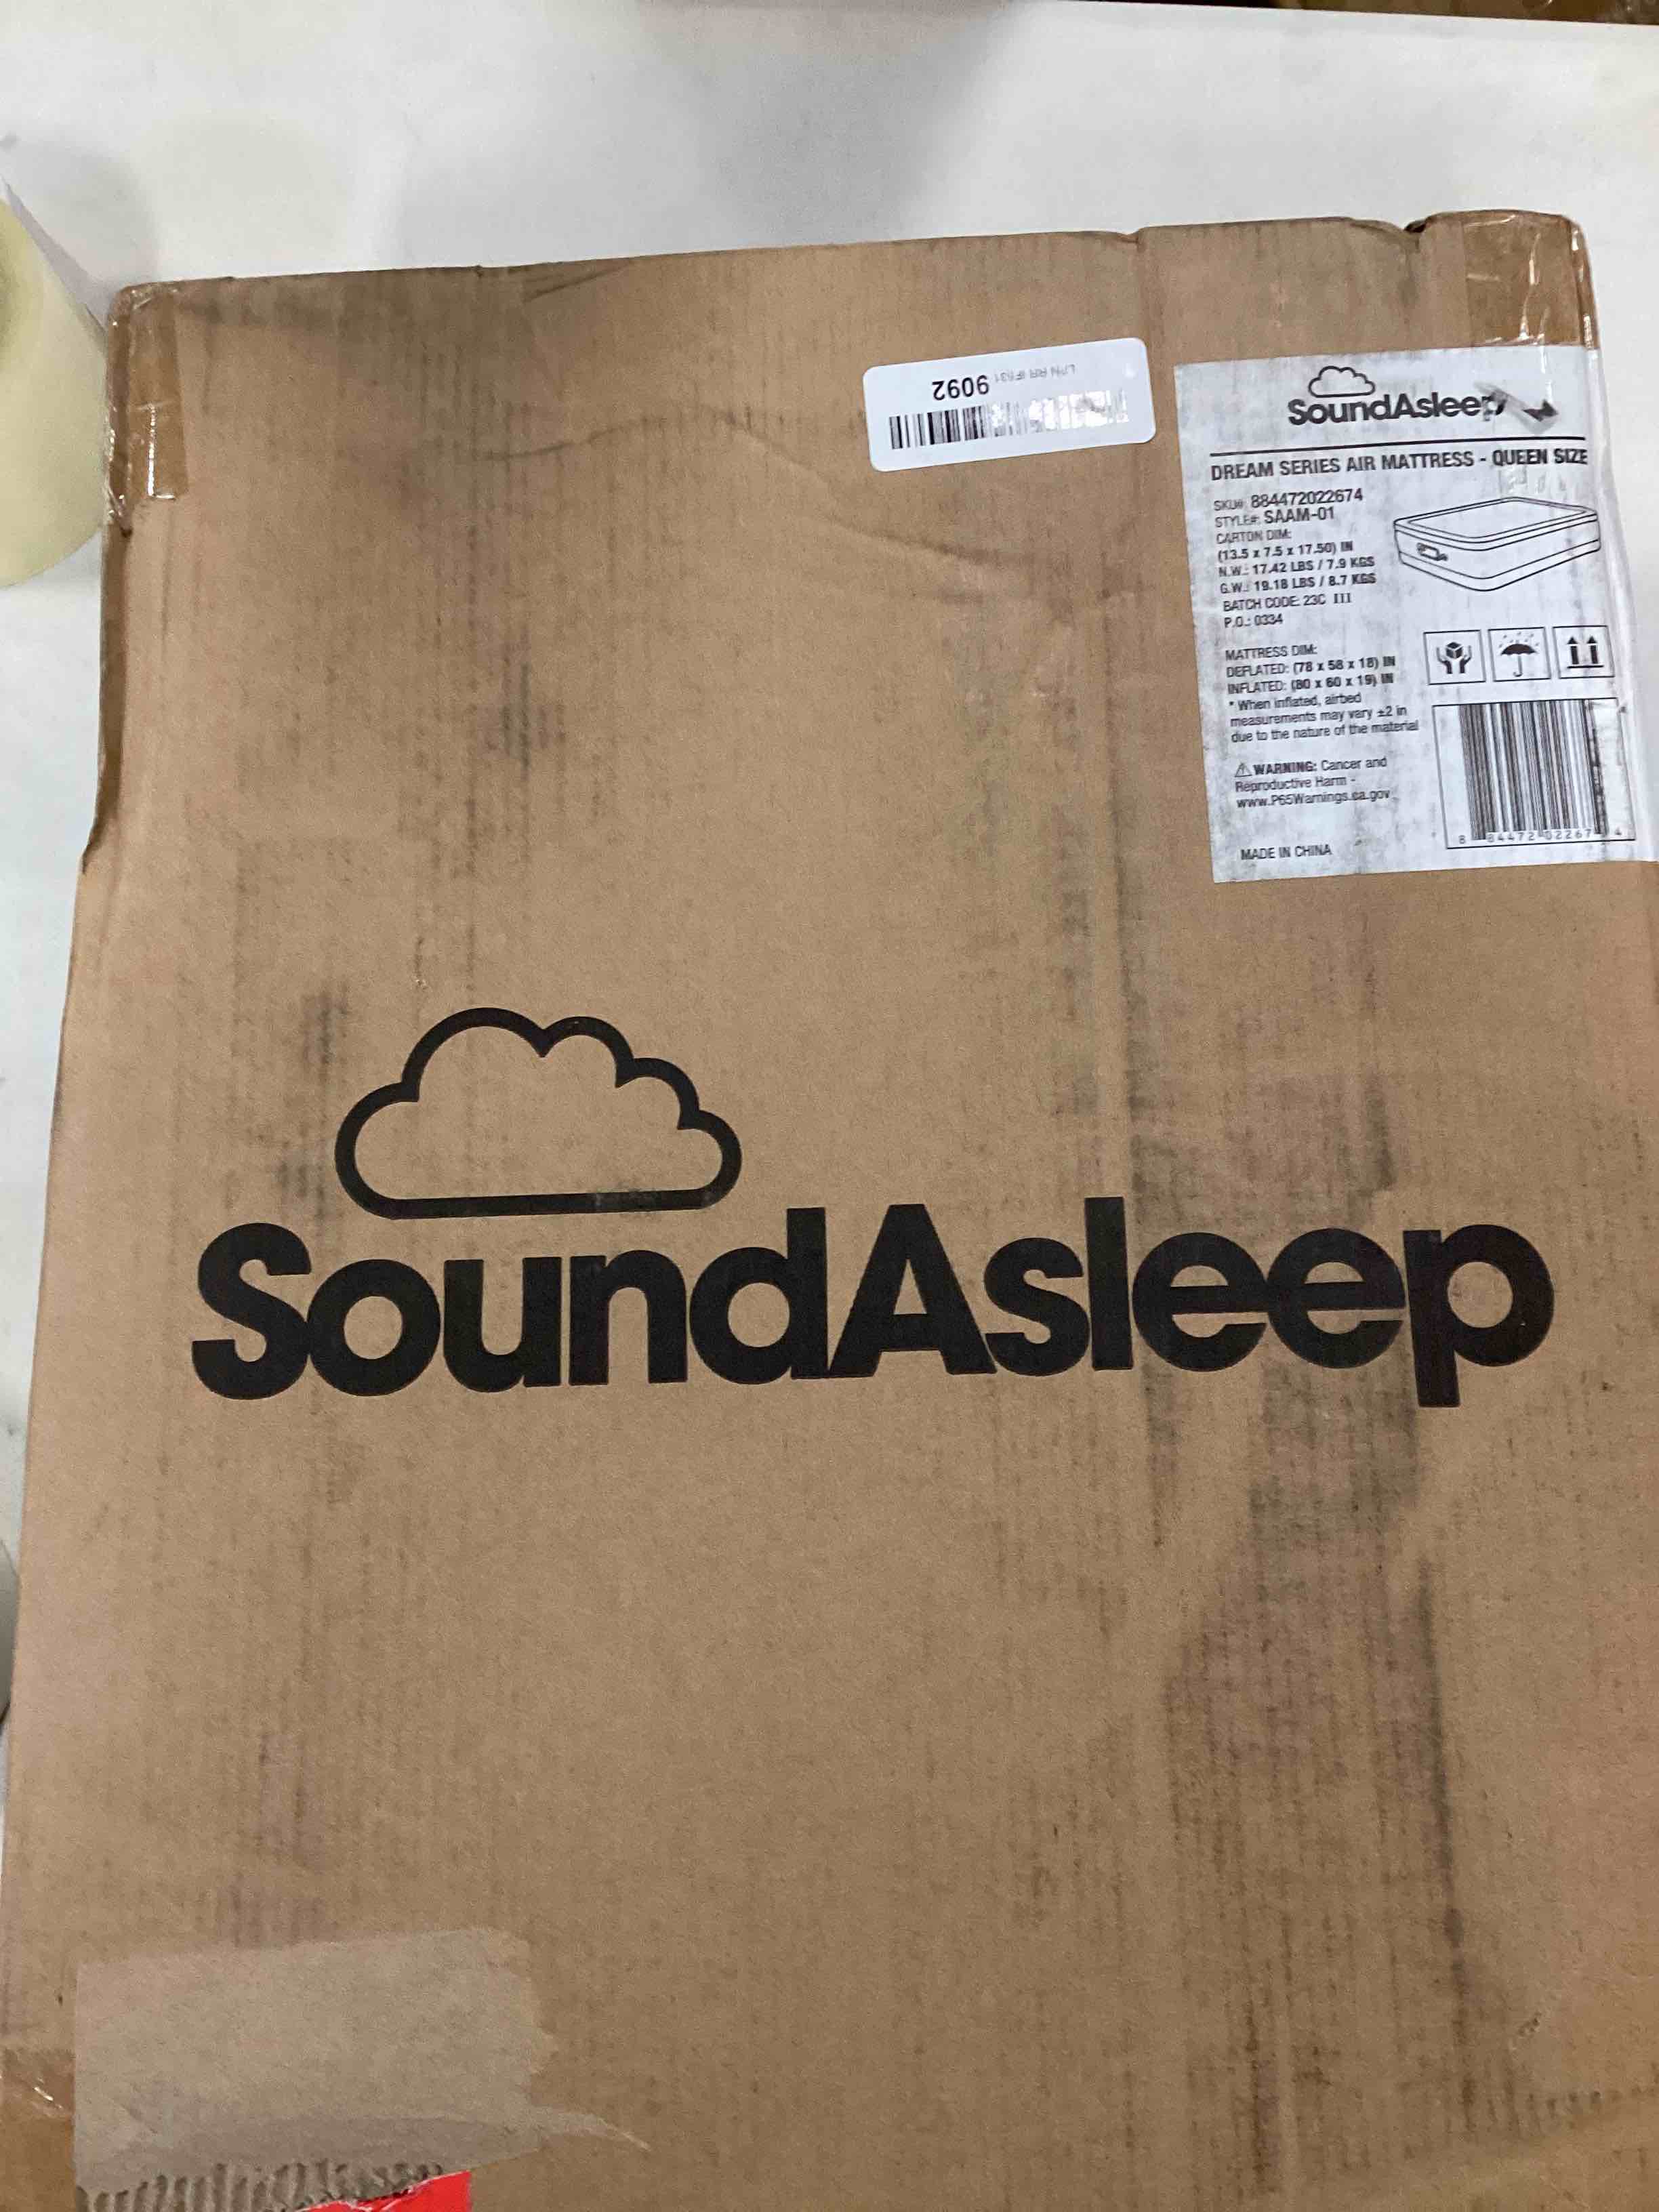 9092
SoundAsleep
DREAM SERIES AIR MATTRESS - QUEEN SIZE
SKU#: 884472022674
STYLE#: SAAM-01
CARTON DIM:
(13.5 x 7.5 x 17.50) IN
N.W.: 17.42 LBS / 7.9 KGS
G.W.: 19.18 LBS / 8.7 KGS
BATCH CODE: 23C III
P.O.: 0334
MATTRESS DIM:
DEFLATED: (78 x 58 x 18) IN
INFLATED: (80 x 60 x 19) IN
* When inflated, airbed
measurements may vary ±2 in
due to the nature of the material
WARNING: Cancer and
Reproductive Harm -
www.P65Warnings.ca.gov
MADE IN CHINA
8 84472 02267 4
SoundAsleep